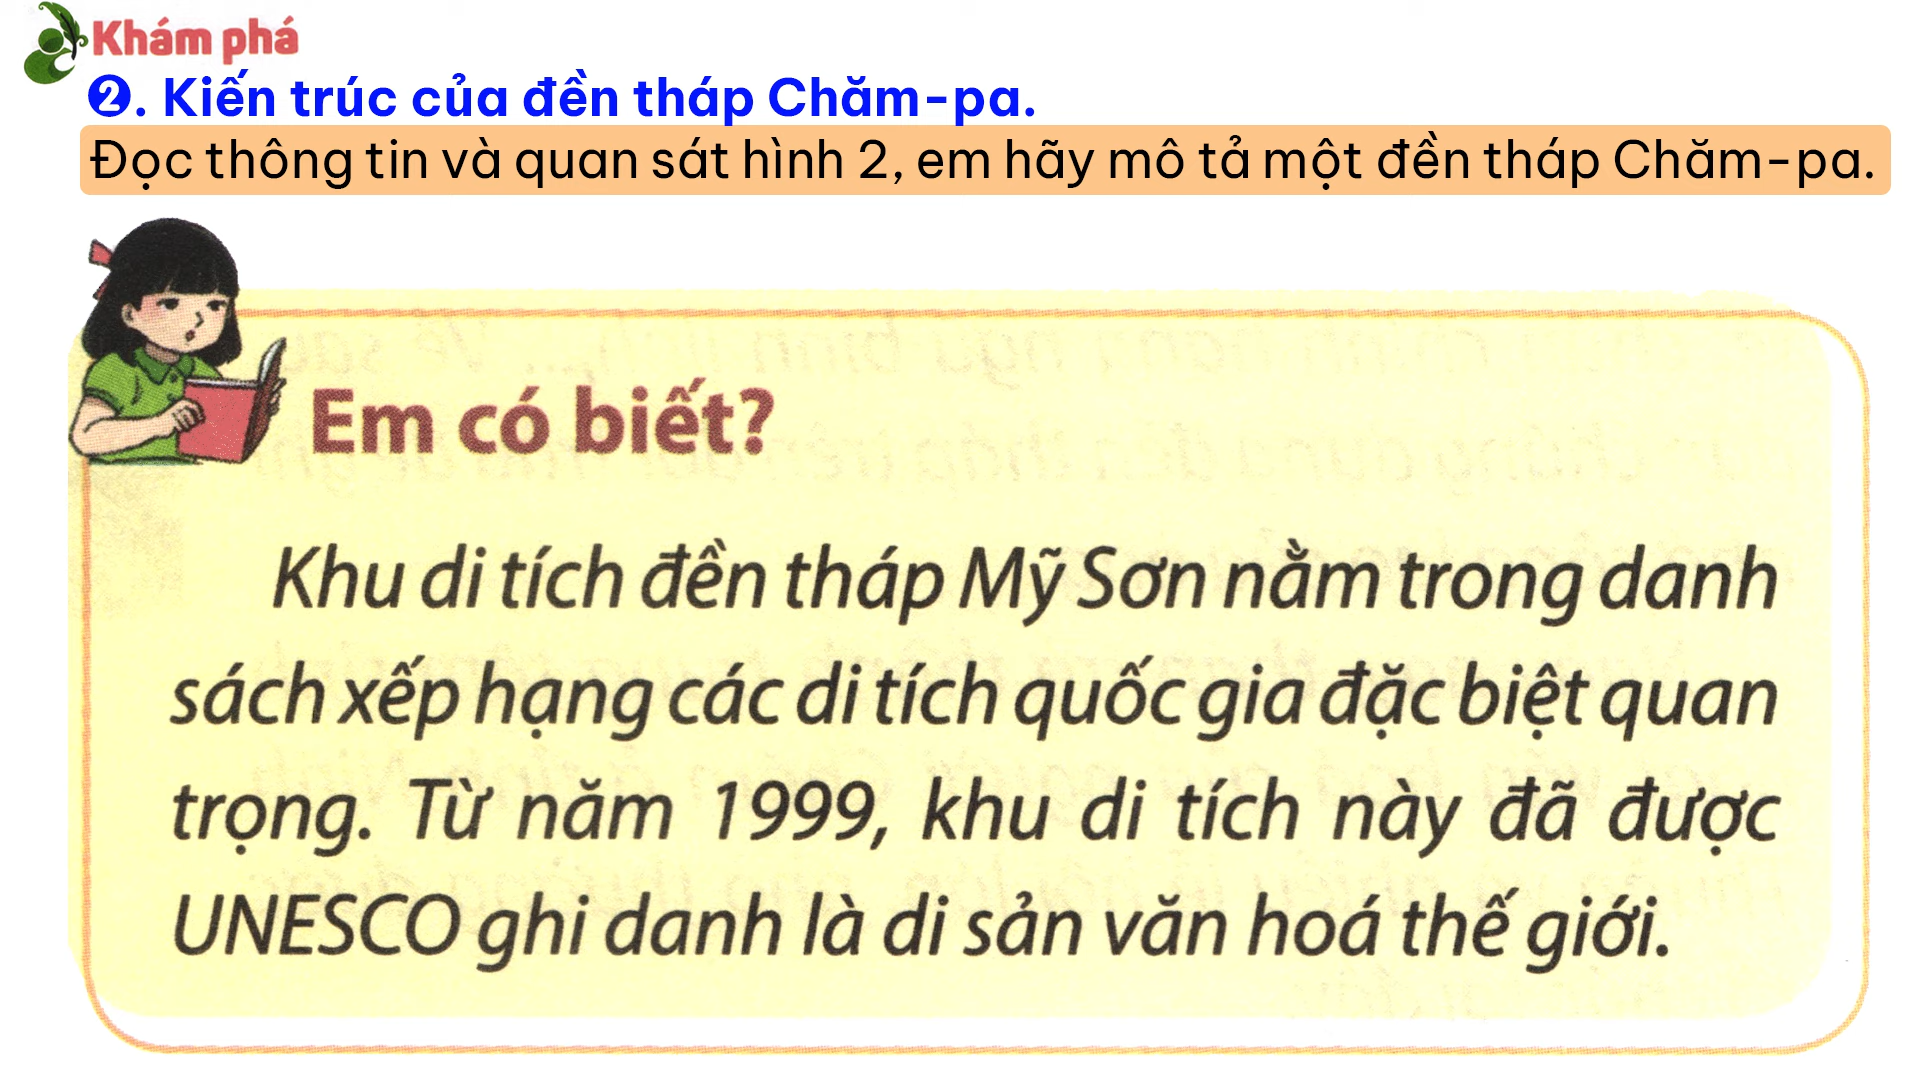 Khám phá
❷. Kiến trúc của đền tháp Chăm-pa.
Đọc thông tin và quan sát hình 2, em hãy mô tả một đền tháp Chăm-pa.
Em có biết?
Khu di tích đền tháp Mỹ Sơn nằm trong danh
sách xếp hạng các di tích quốc gia đặc biệt quan
trọng. Từ năm 1999, khu di tích này đã được
UNESCO ghi danh là di sản văn hoá thế giới.